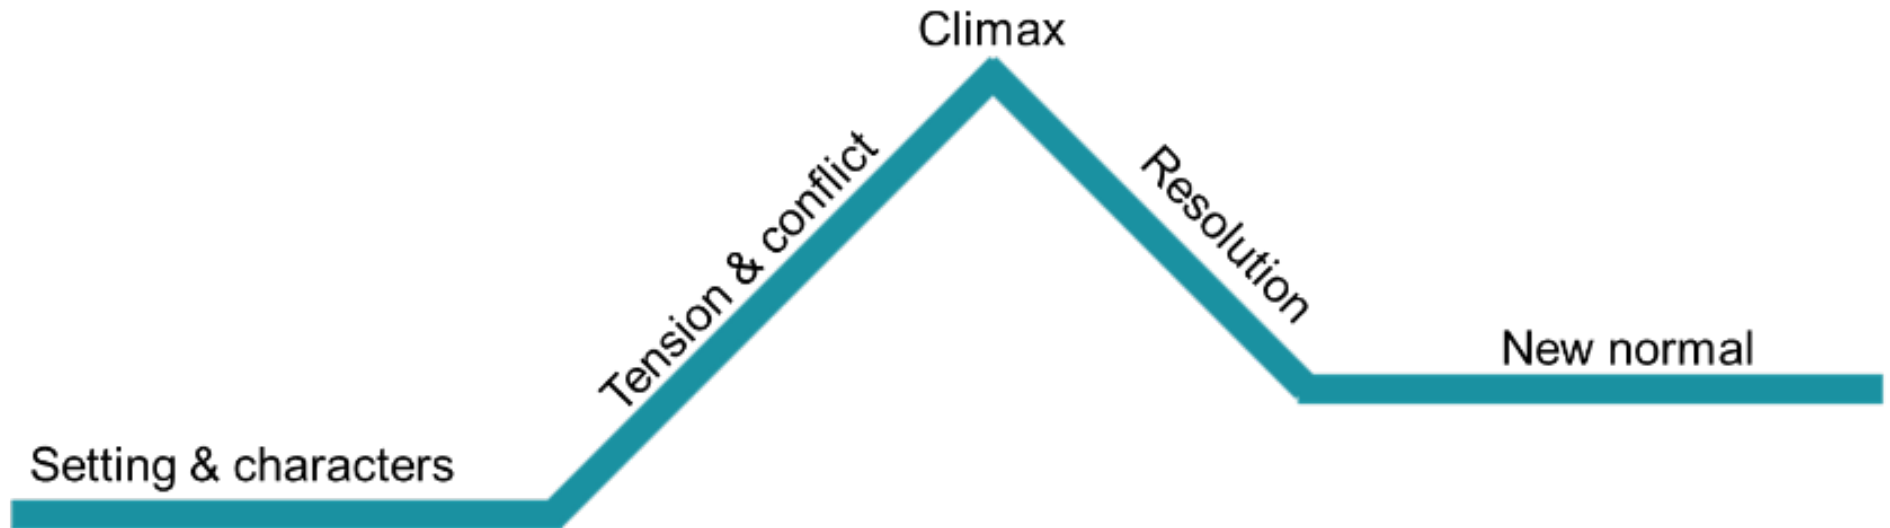 Setting & characters
Tension & conflict
Climax
Resolution
New normal